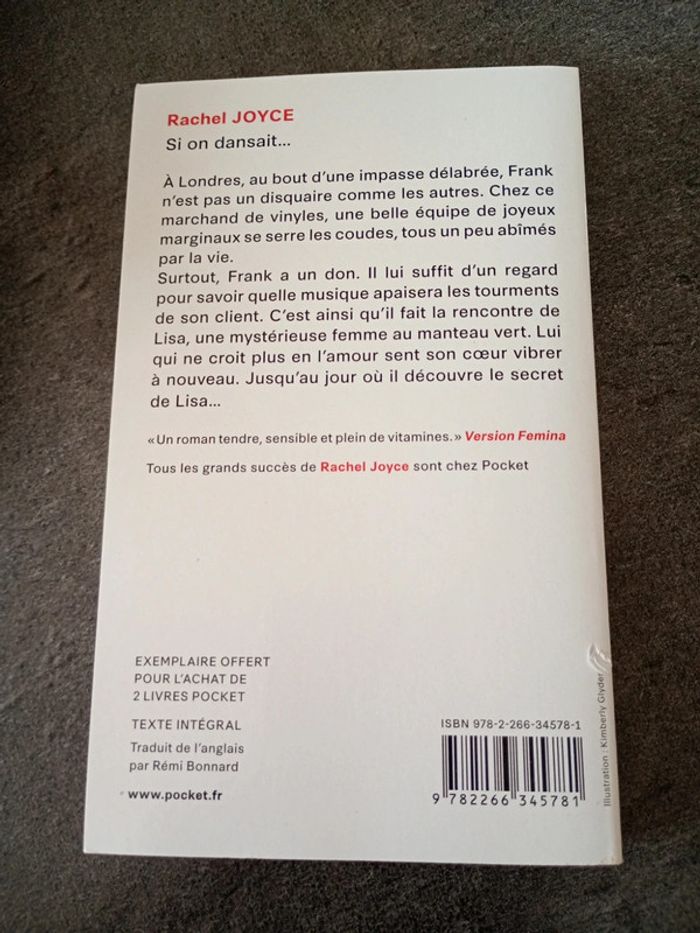 Rachel JOYCE
Si on dansait...
À Londres, au bout d'une impasse délabrée, Frank
n'est pas un disquaire comme les autres. Chez ce
marchand de vinyles, une belle équipe de joyeux
marginaux se serre les coudes, tous un peu abîmés
par la vie.
Surtout, Frank a un don. Il lui suffit d'un regard
pour savoir quelle musique apaisera les tourments
de son client. C'est ainsi qu'il fait la rencontre de
Lisa, une mystérieuse femme au manteau vert. Lui
qui ne croit plus en l'amour sent son cœur vibrer
à nouveau. Jusqu'au jour où il découvre le secret
de Lisa...
« Un roman tendre, sensible et plein de vitamines. » Version Femina
Tous les grands succès de Rachel Joyce sont chez Pocket
EXEMPLAIRE OFFERT
POUR L'ACHAT DE
2 LIVRES POCKET
TEXTE INTÉGRAL
Traduit de l'anglais
par Rémi Bonnard
www.pocket.fr
ISBN 978-2-266-34578-1
9 782266 345781
Illustration : Kimberly Glyder